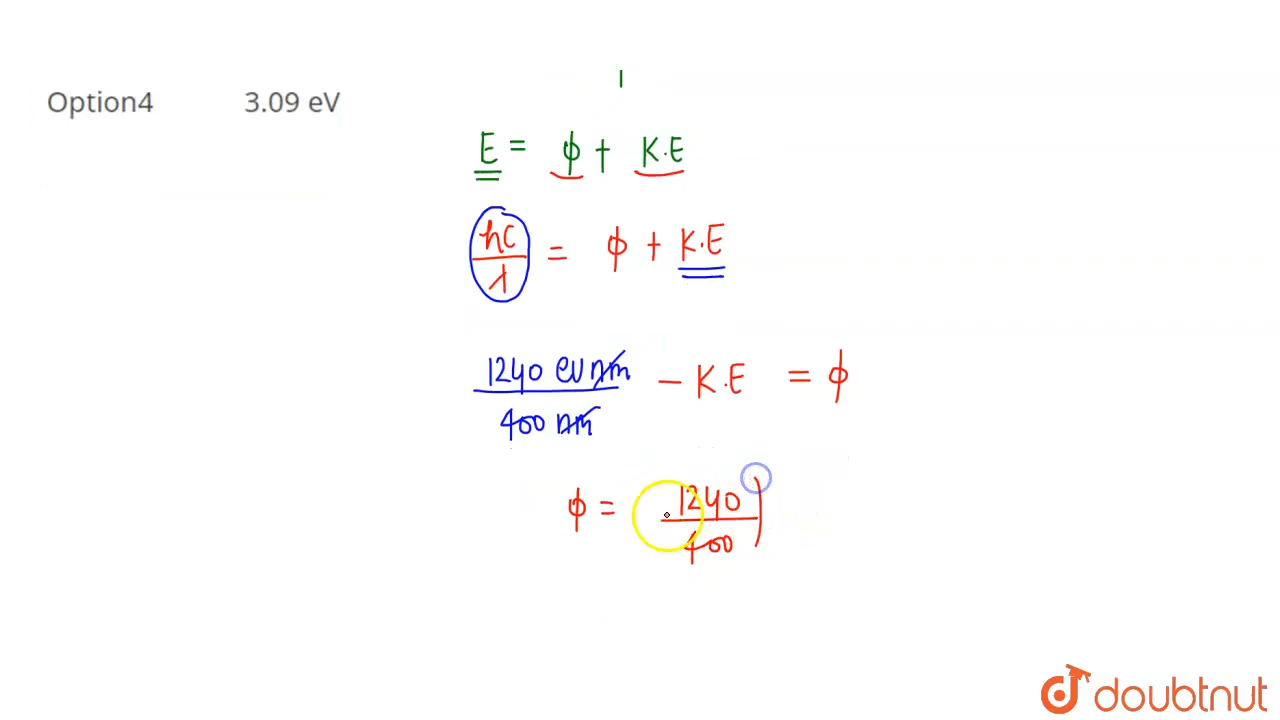 Option4 3.09 eV
E = φ + K.E
hc/λ = φ + K.E
1240 eV nm/400 nm - K.E = φ
φ = 1240/400)
doubtnut